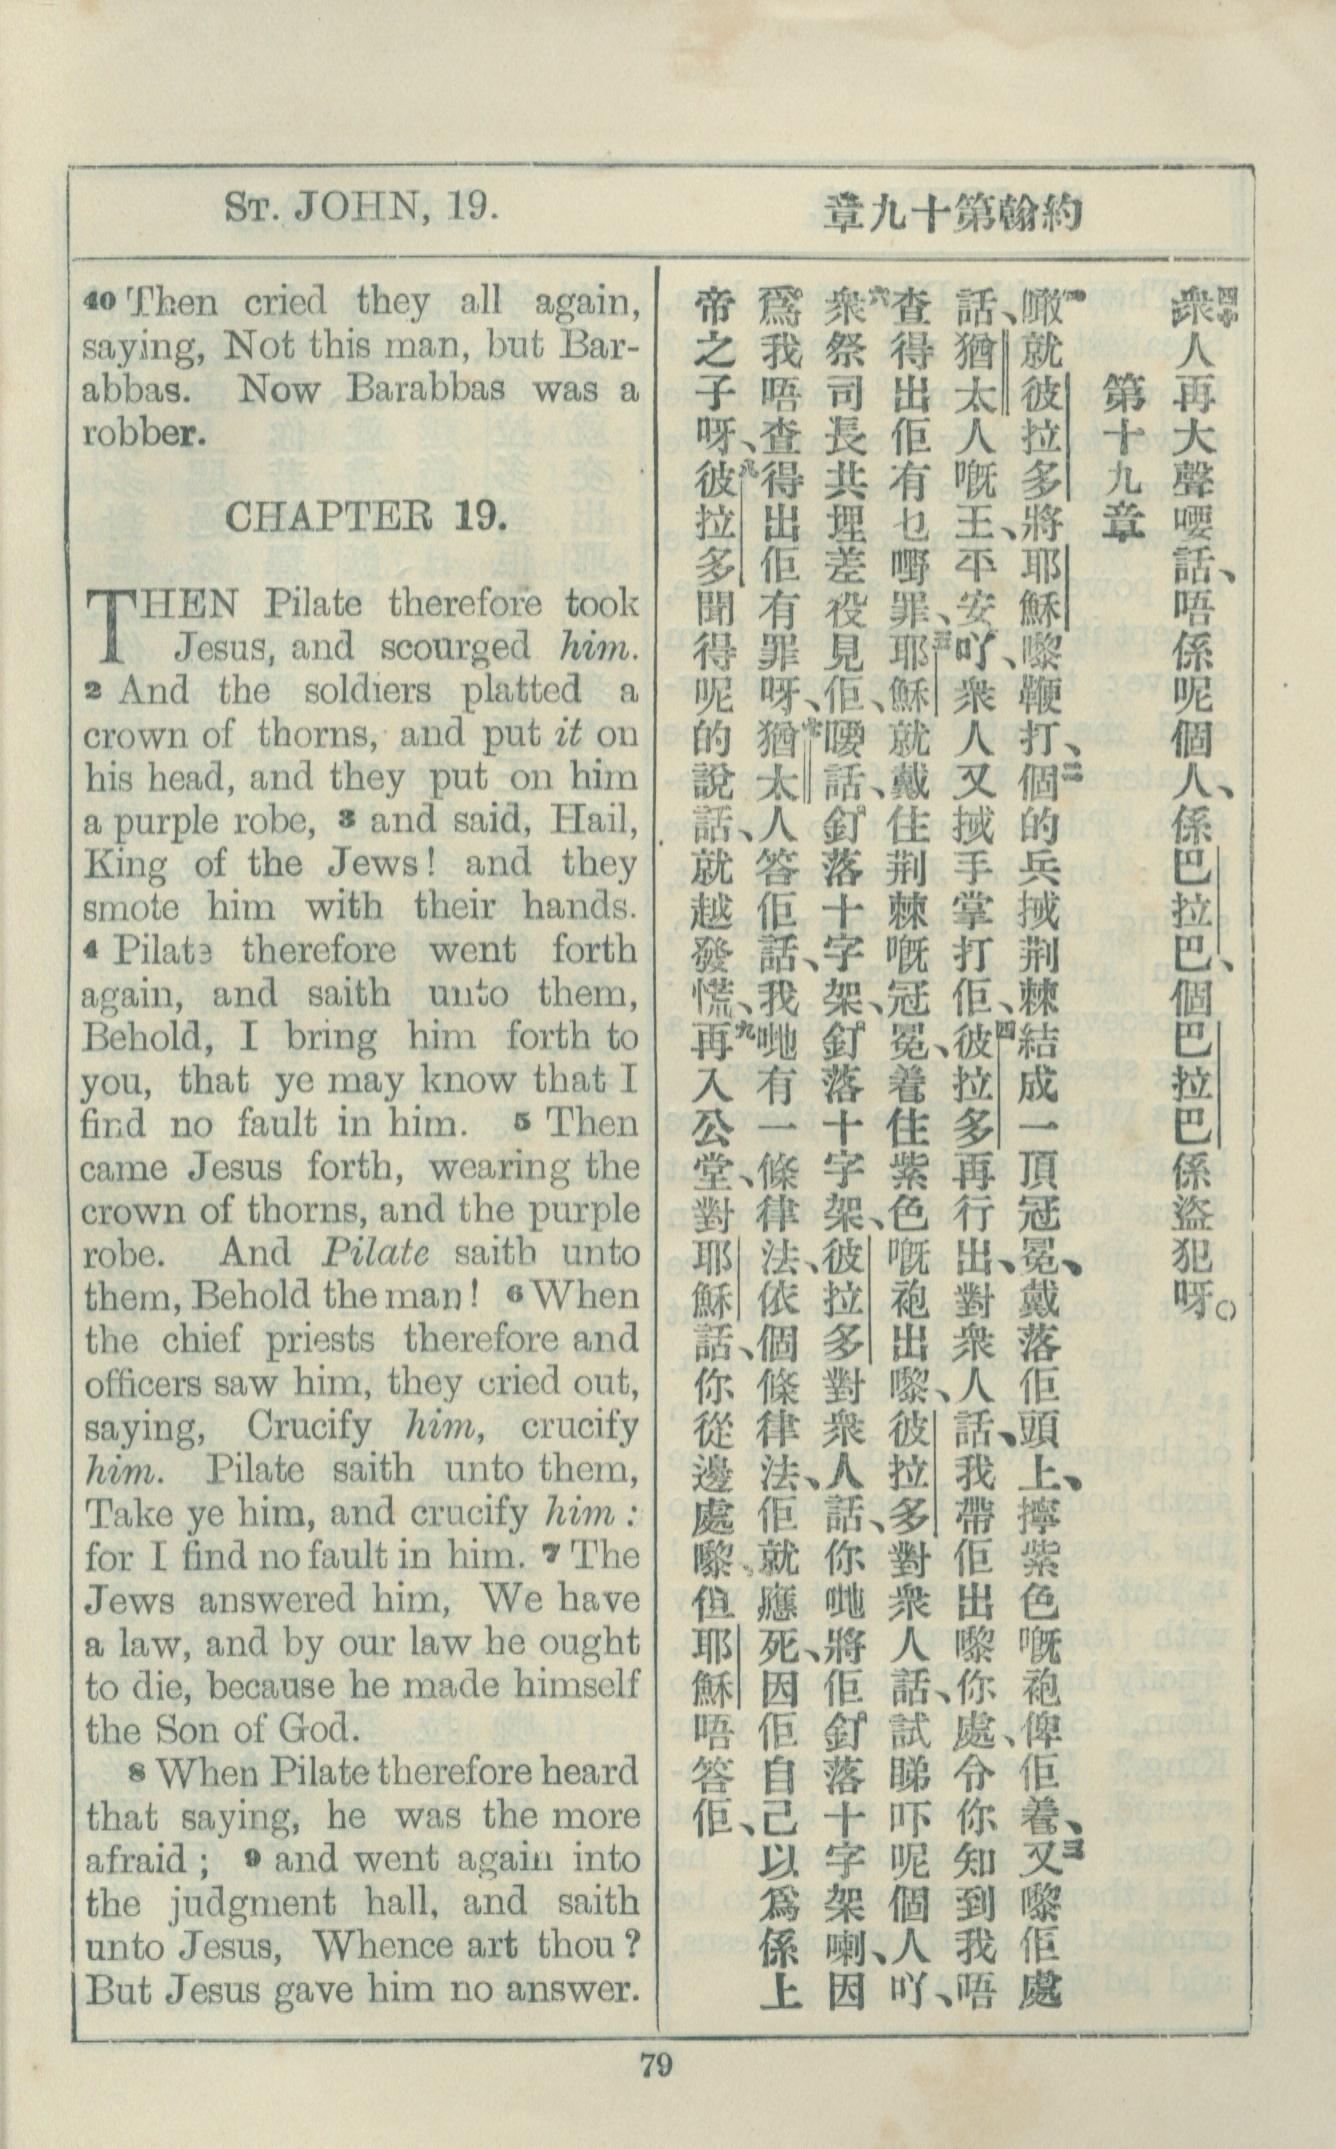 St. JOHN, 19.
章九十第翰約
40 Then cried they all again,
saying, Not this man, but Bar-
abbas. Now Barabbas was a
robber.
CHAPTER 19.
THEN Pilate therefore took
Jesus, and scourged him.
2 And the soldiers platted a
crown of thorns, and put it on
his head, and they put on him
a purple robe, 3 and said, Hail,
King of the Jews! and they
smote him with their hands.
4 Pilate therefore went forth
again, and saith unto them,
Behold, I bring him forth to
you, that ye may know that I
find no fault in him. 5 Then
came Jesus forth, wearing the
crown of thorns, and the purple
robe. And Pilate saith unto
them, Behold the man! 6 When
the chief priests therefore and
officers saw him, they cried out,
saying, Crucify him, crucify
him. Pilate saith unto them,
Take ye him, and crucify him:
for I find no fault in him. 7 The
Jews answered him, We have
a law, and by our law he ought
to die, because he made himself
the Son of God.
8 When Pilate therefore heard
that saying, he was the more
afraid; 9 and went again into
the judgment hall, and saith
unto Jesus, Whence art thou?
But Jesus gave him no answer.
四十衆人再大聲嗌話、唔係呢個人、係巴拉巴、個巴拉巴係盜犯呀。
第十九章
一噉就彼拉多將耶穌嚟鞭打、二個的兵搣荆棘結成一頂冠冕、戴落佢頭上、擰紫色嘅袍俾佢着、三又嚟佢處
話、猶太人嘅王、平安吖、衆人又搣手掌打佢、四彼拉多再行出、對衆人話、我帶佢出嚟你處、令你知到我唔
查得出佢有乜嘢罪、五耶穌就戴住荆棘嘅冠冕、着住紫色嘅袍出嚟、彼拉多對衆人話、試睇吓呢個人吖、
六衆祭司長共埋差役見佢、嗌話、釘落十字架、釘落十字架、彼拉多對衆人話、你哋將佢釘落十字架喇、因
爲我唔查得出佢有罪呀、七猶太人答佢話、我哋有一條律法、依個條律法、佢就應死、因佢自己以爲係上
帝之子呀、八彼拉多聞得呢的說話、就越發慌、九再入公堂、對耶穌話、你從邊處嚟、但耶穌唔答佢、
79